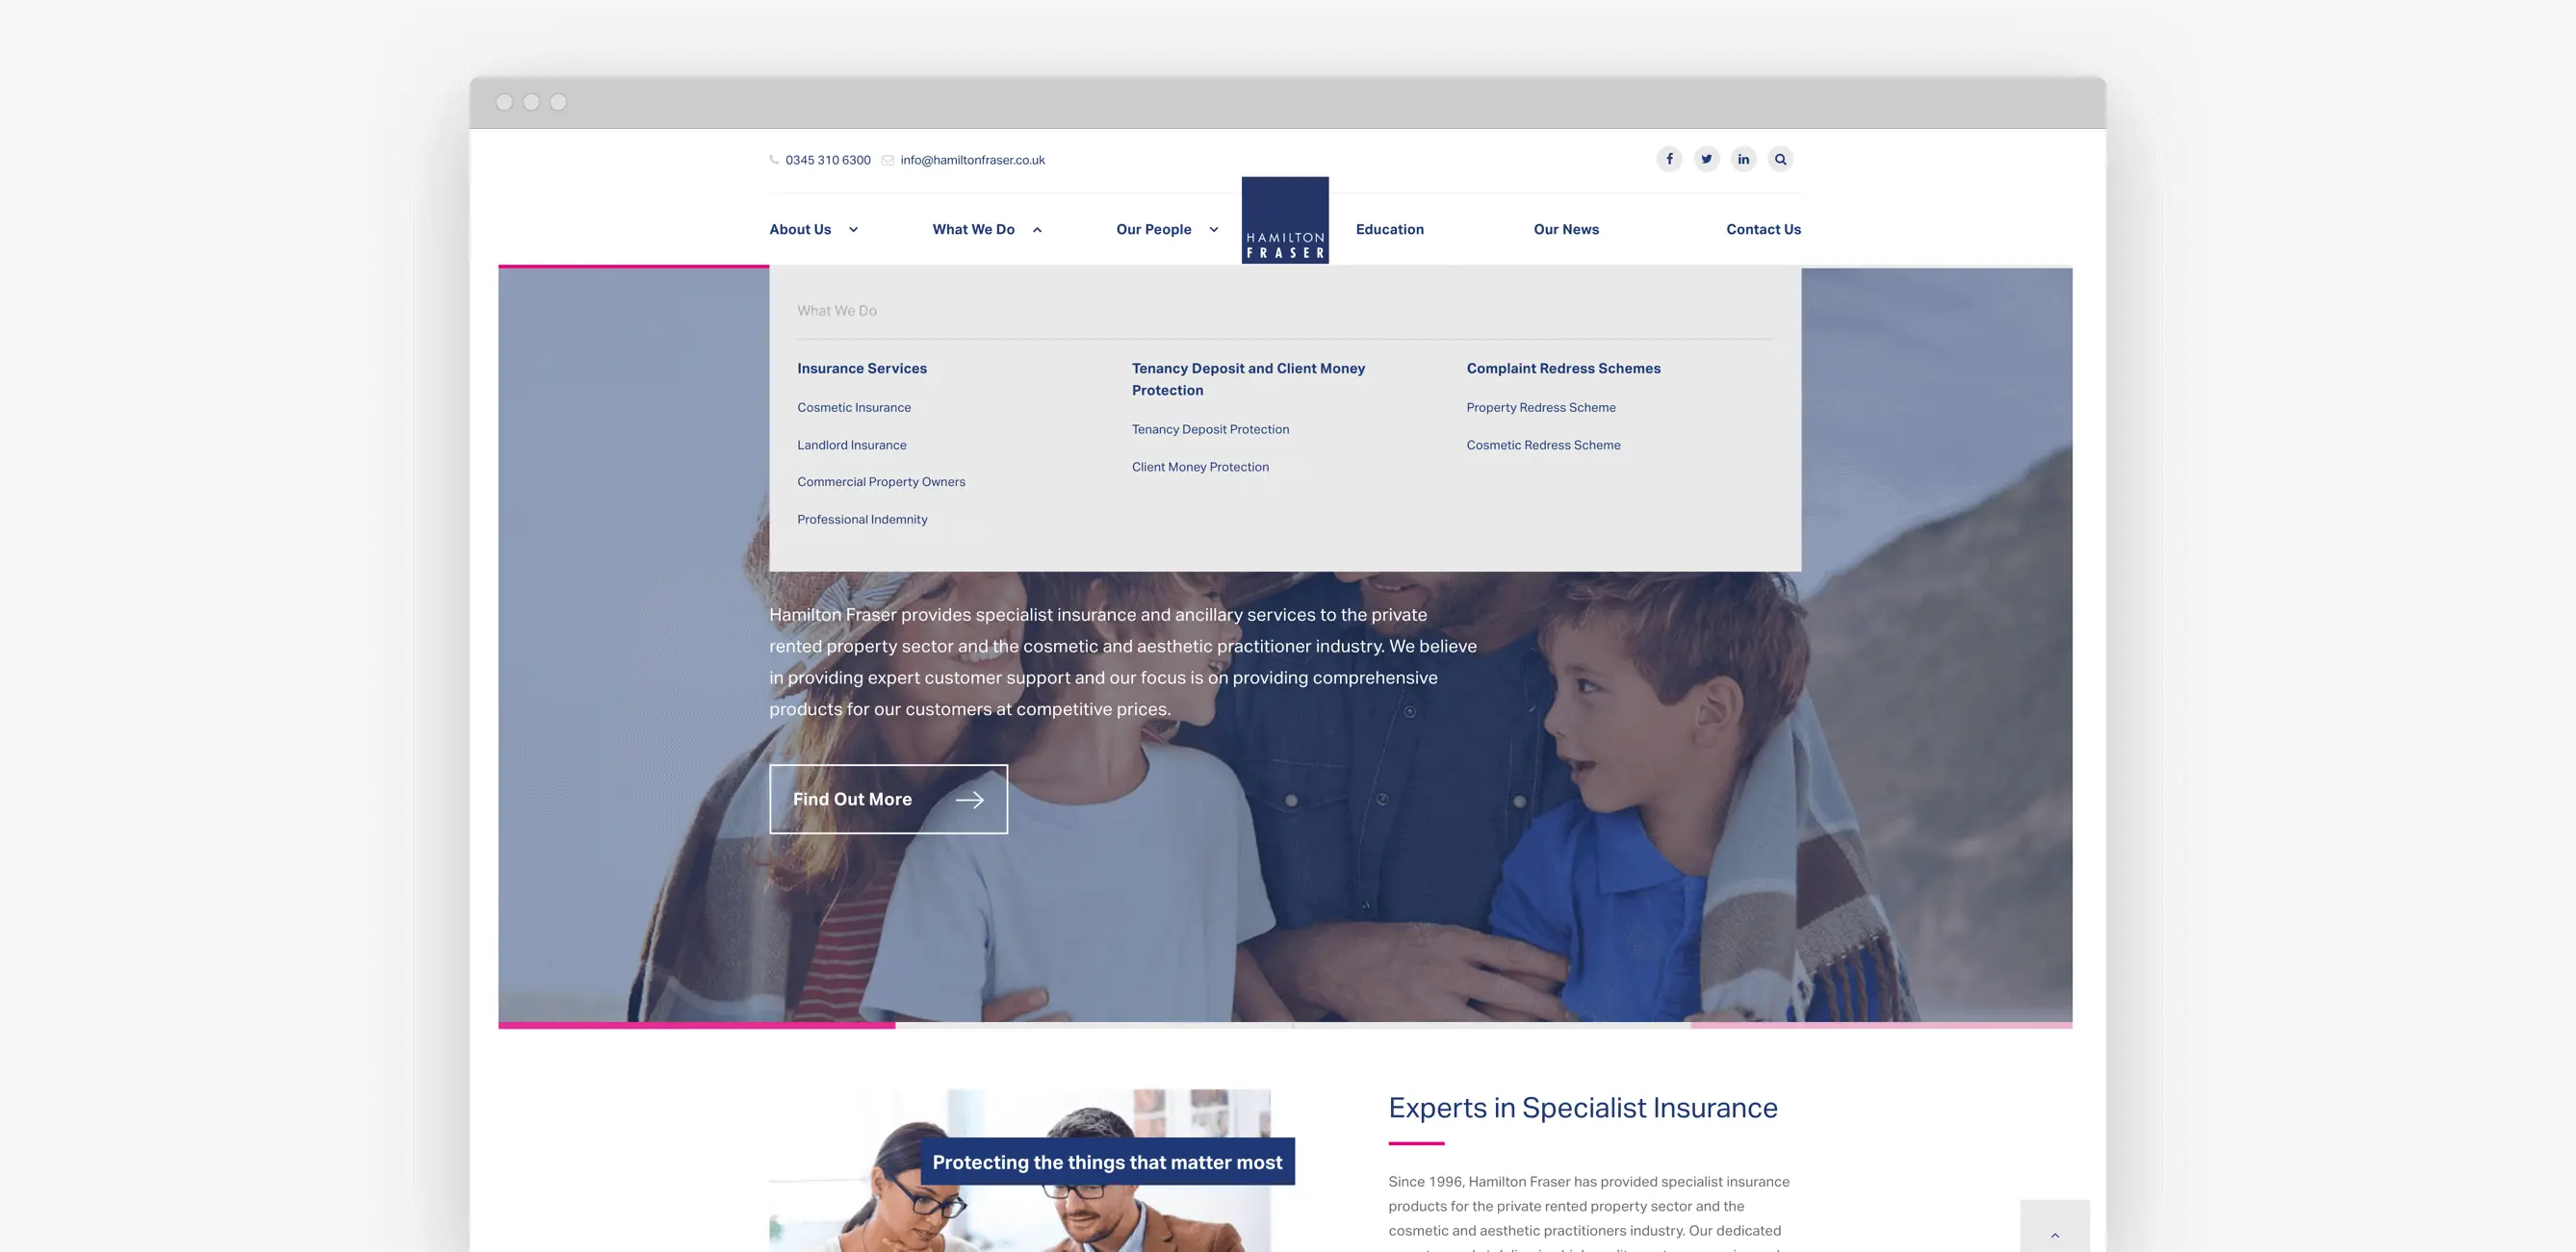 0345 310 6300 info@hamiltonfraser.co.uk
About Us What We Do Our People HAMILTON FRASER Education Our News Contact Us
What We Do
Insurance Services
Cosmetic Insurance
Landlord Insurance
Commercial Property Owners
Professional Indemnity
Tenancy Deposit and Client Money
Protection
Tenancy Deposit Protection
Client Money Protection
Complaint Redress Schemes
Property Redress Scheme
Cosmetic Redress Scheme
Hamilton Fraser provides specialist insurance and ancillary services to the private
rented property sector and the cosmetic and aesthetic practitioner industry. We believe
in providing expert customer support and our focus is on providing comprehensive
products for our customers at competitive prices.
Find Out More
Protecting the things that matter most
Experts in Specialist Insurance
Since 1996, Hamilton Fraser has provided specialist insurance
products for the private rented property sector and the
cosmetic and aesthetic practitioners industry. Our dedicated